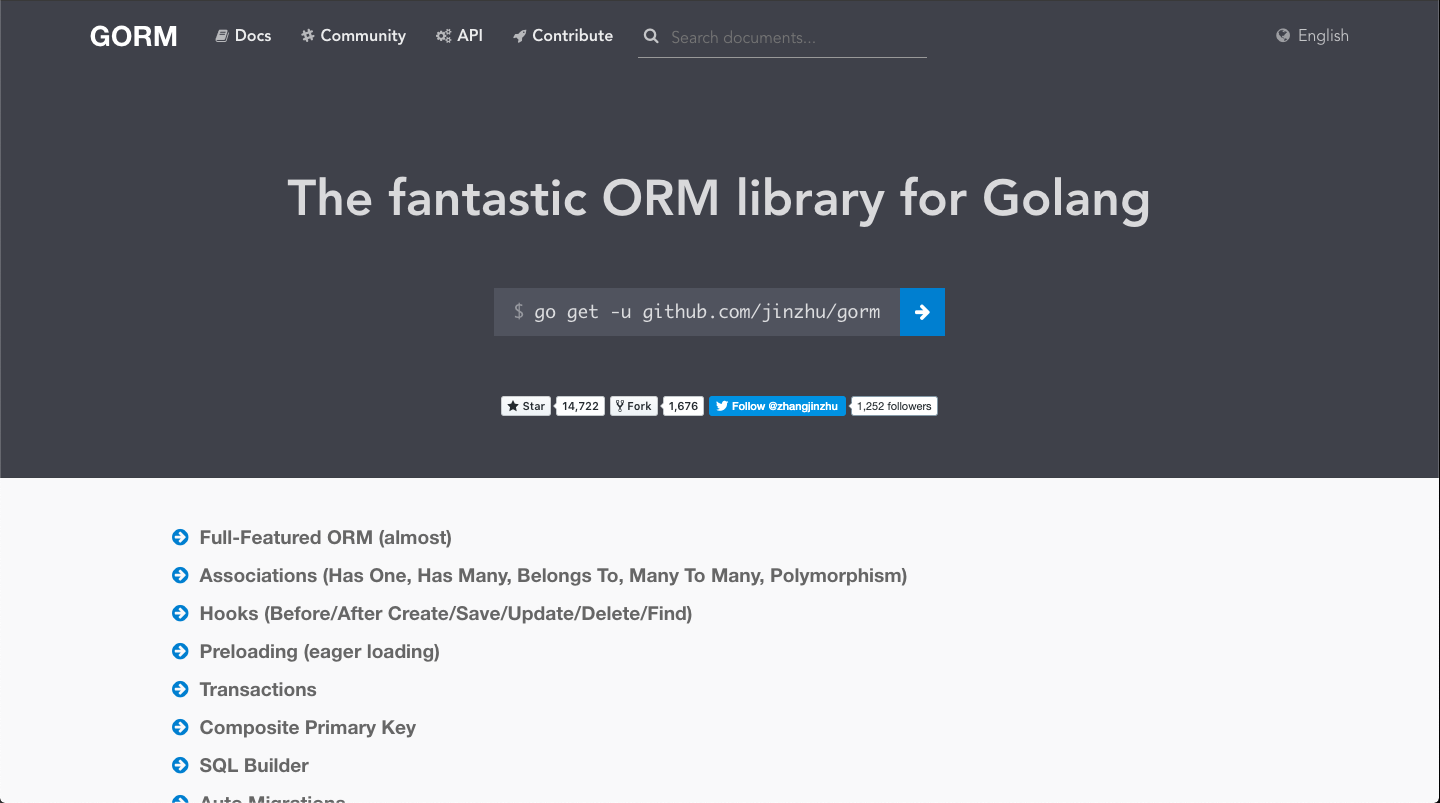 GORM Docs Community API Contribute Search documents... English
The fantastic ORM library for Golang
$ go get -u github.com/jinzhu/gorm
Star 14,722 Fork 1,676 Follow @zhangjinzhu 1,252 followers
Full-Featured ORM (almost)
Associations (Has One, Has Many, Belongs To, Many To Many, Polymorphism)
Hooks (Before/After Create/Save/Update/Delete/Find)
Preloading (eager loading)
Transactions
Composite Primary Key
SQL Builder
Auto Migrations